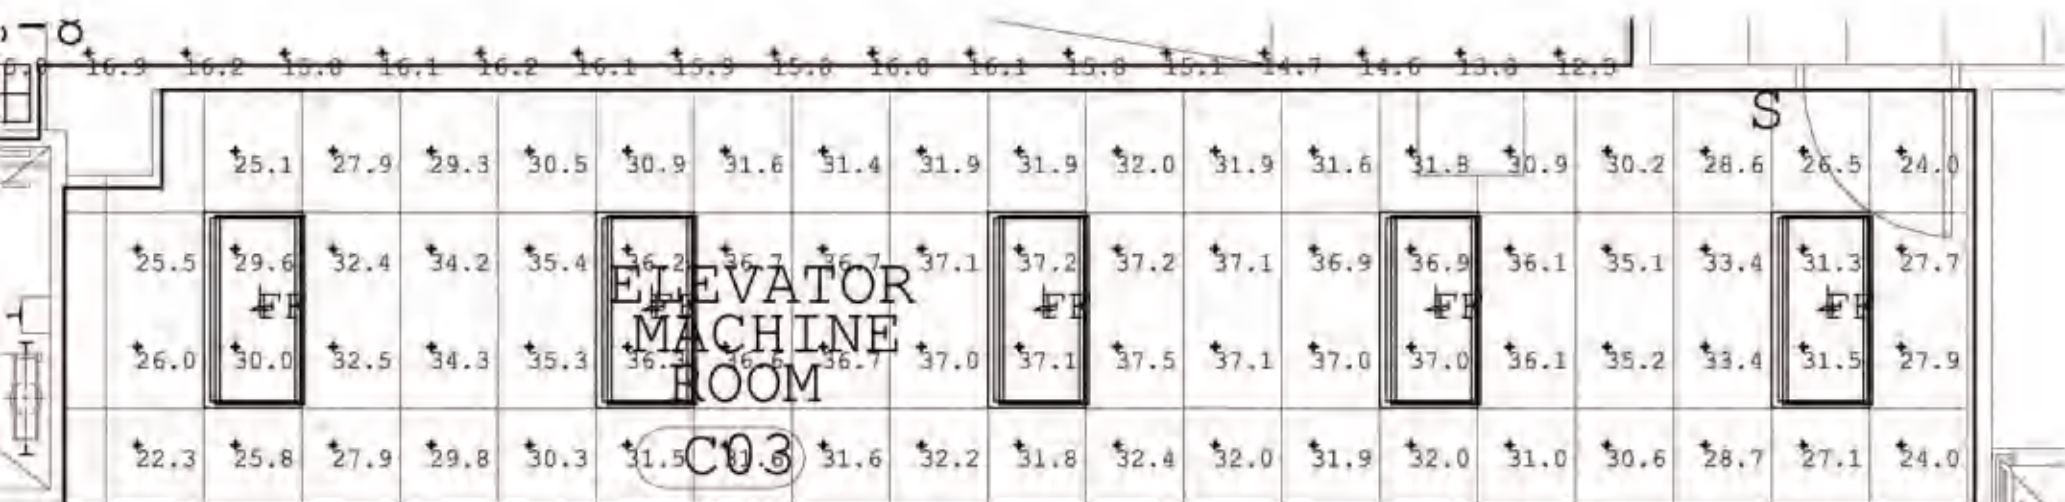 16.9 16.2 15.8 16.1 16.2 16.1 15.9 15.8 16.0 16.1 15.8 15.1 14.7 14.6 13.8 12.3
S
25.1 27.9 29.3 30.5 30.9 31.6 31.4 31.9 31.9 32.0 31.9 31.6 31.8 30.9 30.2 28.6 26.5 24.0
25.5 29.6 32.4 34.2 35.4 36.2 36.7 36.7 37.1 37.2 37.2 37.1 36.9 36.9 36.1 35.1 33.4 31.3 27.7
ELEVATOR
MACHINE
ROOM
26.0 30.0 32.5 34.3 35.3 36.7 37.0 37.1 37.5 37.1 37.0 37.0 36.1 35.2 33.4 31.5 27.9
C03
22.3 25.8 27.9 29.8 30.3 31.5 31.6 32.2 31.8 32.4 32.0 31.9 32.0 31.0 30.6 28.7 27.1 24.0